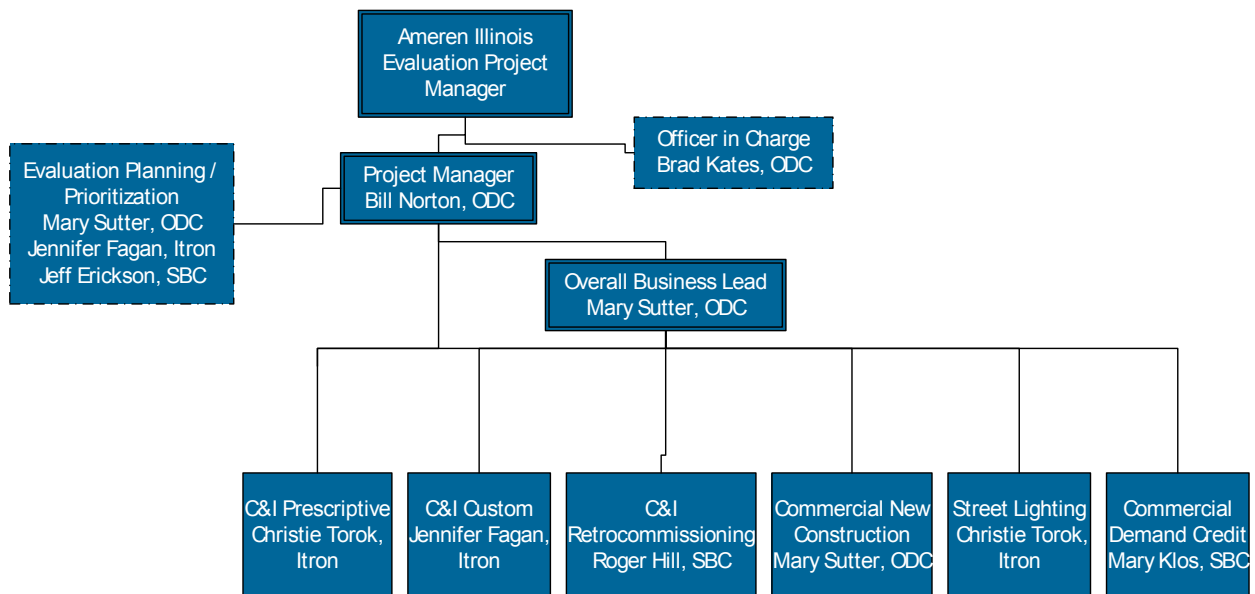 Ameren Illinois
Evaluation Project
Manager
Officer in Charge
Brad Kates, ODC
Evaluation Planning /
Prioritization
Mary Sutter, ODC
Jennifer Fagan, Itron
Jeff Erickson, SBC
Project Manager
Bill Norton, ODC
Overall Business Lead
Mary Sutter, ODC
C&I Prescriptive
Christie Torok,
Itron
C&I Custom
Jennifer Fagan,
Itron
C&I
Retrocommissioning
Roger Hill, SBC
Commercial New
Construction
Mary Sutter, ODC
Street Lighting
Christie Torok,
Itron
Commercial
Demand Credit
Mary Klos, SBC